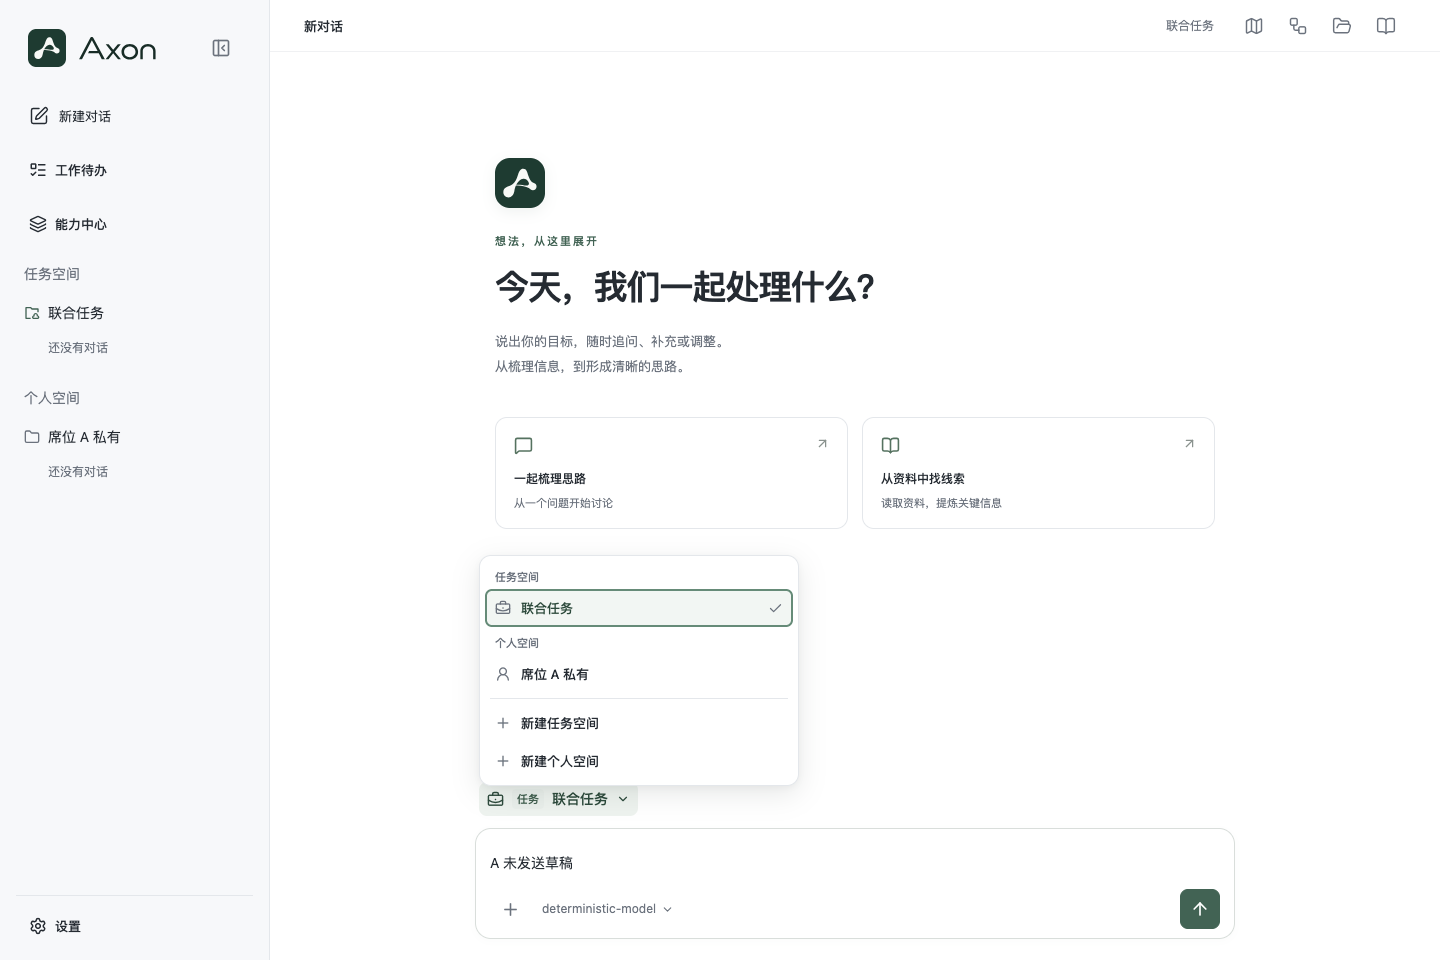 Axon
新建对话
工作待办
能力中心
任务空间
联合任务
还没有对话
个人空间
席位 A 私有
还没有对话
设置
新对话
联合任务
想法，从这里展开
今天，我们一起处理什么？
说出你的目标，随时追问、补充或调整。
从梳理信息，到形成清晰的思路。
一起梳理思路
从一个问题开始讨论
从资料中找线索
读取资料，提炼关键信息
任务空间
联合任务
个人空间
席位 A 私有
新建任务空间
新建个人空间
任务 联合任务
A 未发送草稿
deterministic-model